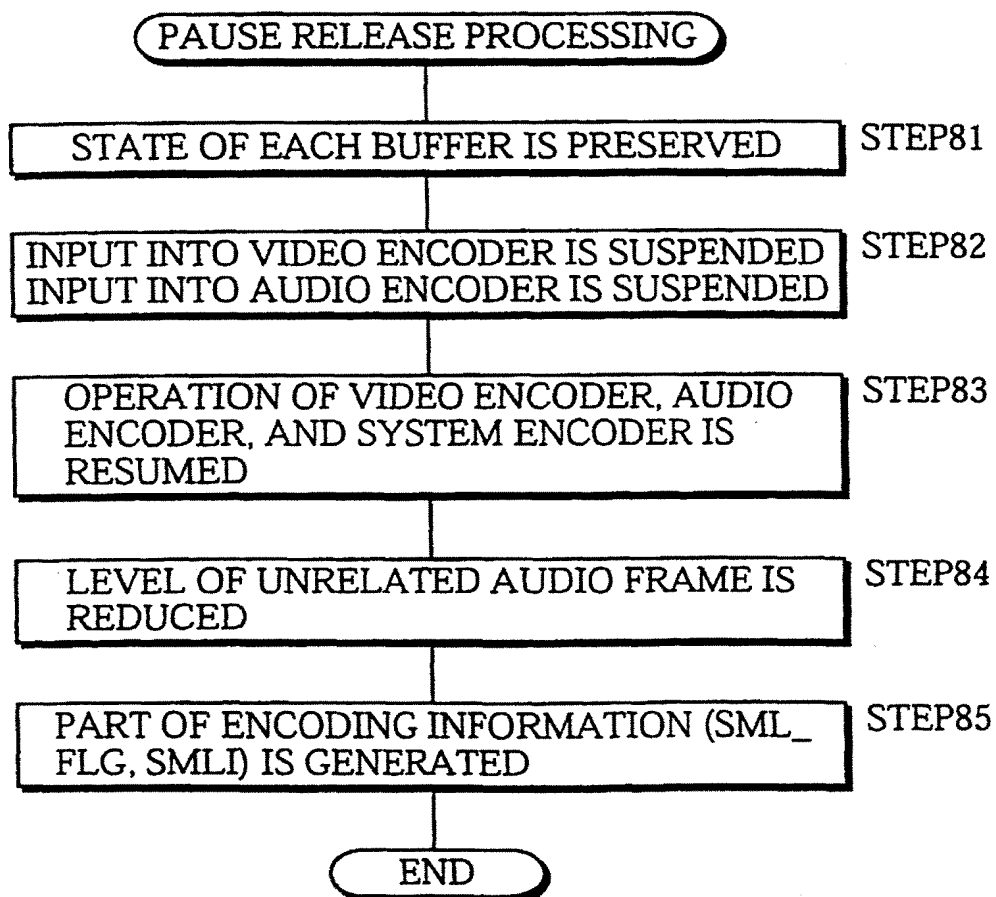 PAUSE RELEASE PROCESSING
STATE OF EACH BUFFER IS PRESERVED
STEP81
INPUT INTO VIDEO ENCODER IS SUSPENDED
INPUT INTO AUDIO ENCODER IS SUSPENDED
STEP82
OPERATION OF VIDEO ENCODER, AUDIO
ENCODER, AND SYSTEM ENCODER IS
RESUMED
STEP83
LEVEL OF UNRELATED AUDIO FRAME IS
REDUCED
STEP84
PART OF ENCODING INFORMATION (SML_
FLG, SMLI) IS GENERATED
STEP85
END